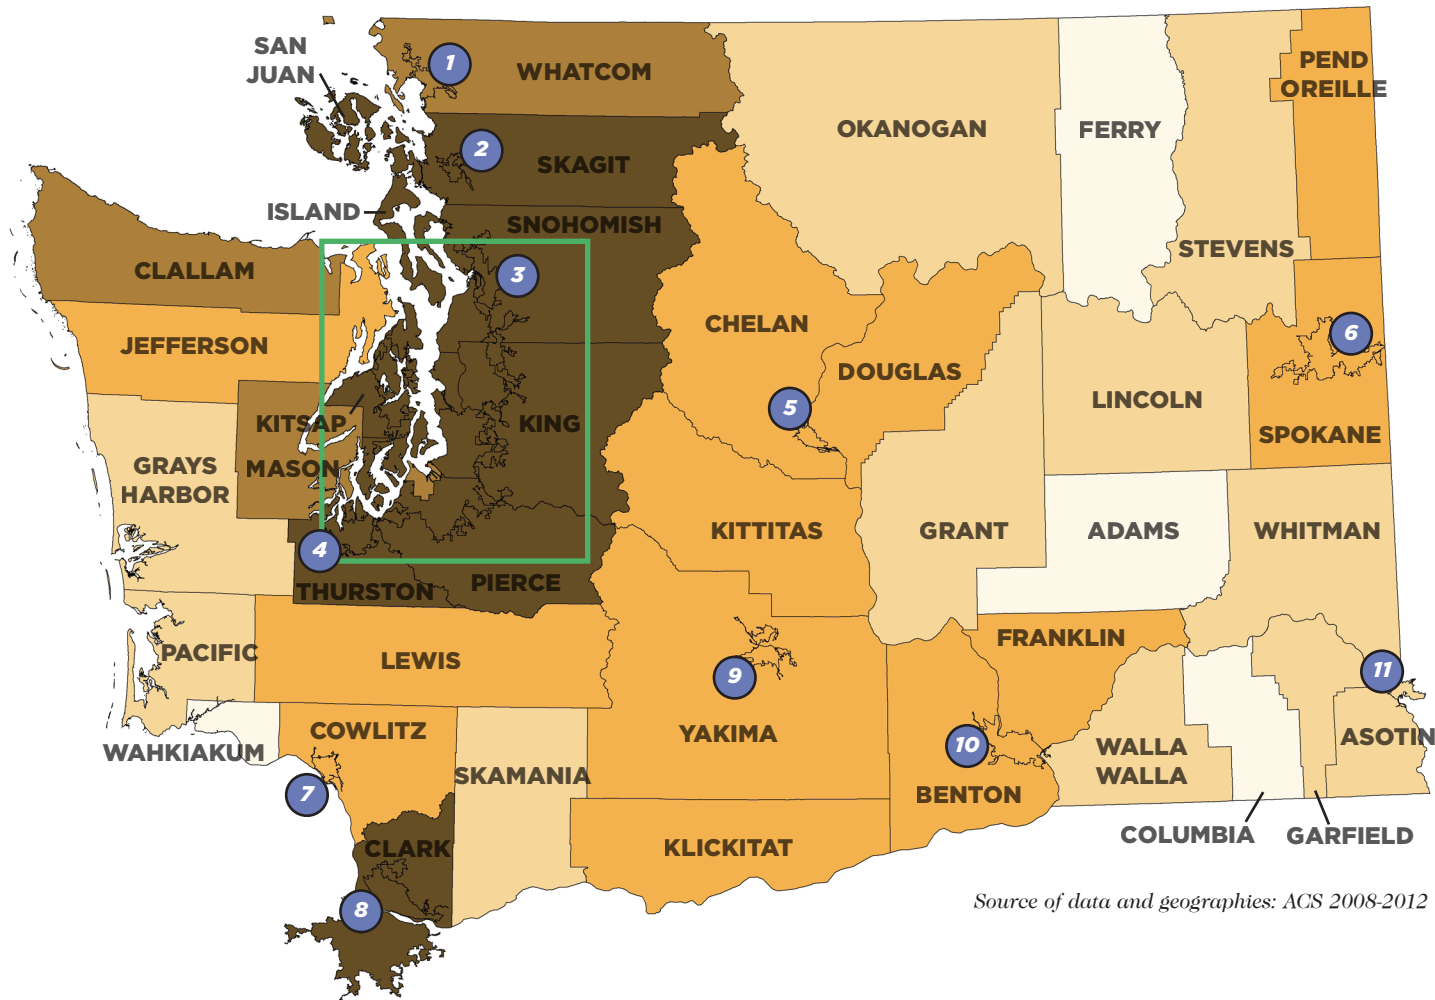 SAN
JUAN
1
WHATCOM
PEND
OREILLE
OKANOGAN
FERRY
2
SKAGIT
ISLAND
SNOHOMISH
STEVENS
CLALLAM
3
CHELAN
6
JEFFERSON
DOUGLAS
5
LINCOLN
KITSAP
KING
SPOKANE
GRAYS
HARBOR
MASON
KITTITAS
GRANT
ADAMS
WHITMAN
4
THURSTON
PIERCE
FRANKLIN
PACIFIC
LEWIS
9
11
COWLITZ
YAKIMA
10
WALLA
WALLA
ASOTIN
WAHKIAKUM
SKAMANIA
7
BENTON
CLARK
KLICKITAT
COLUMBIA
GARFIELD
8
Source of data and geographies: ACS 2008-2012